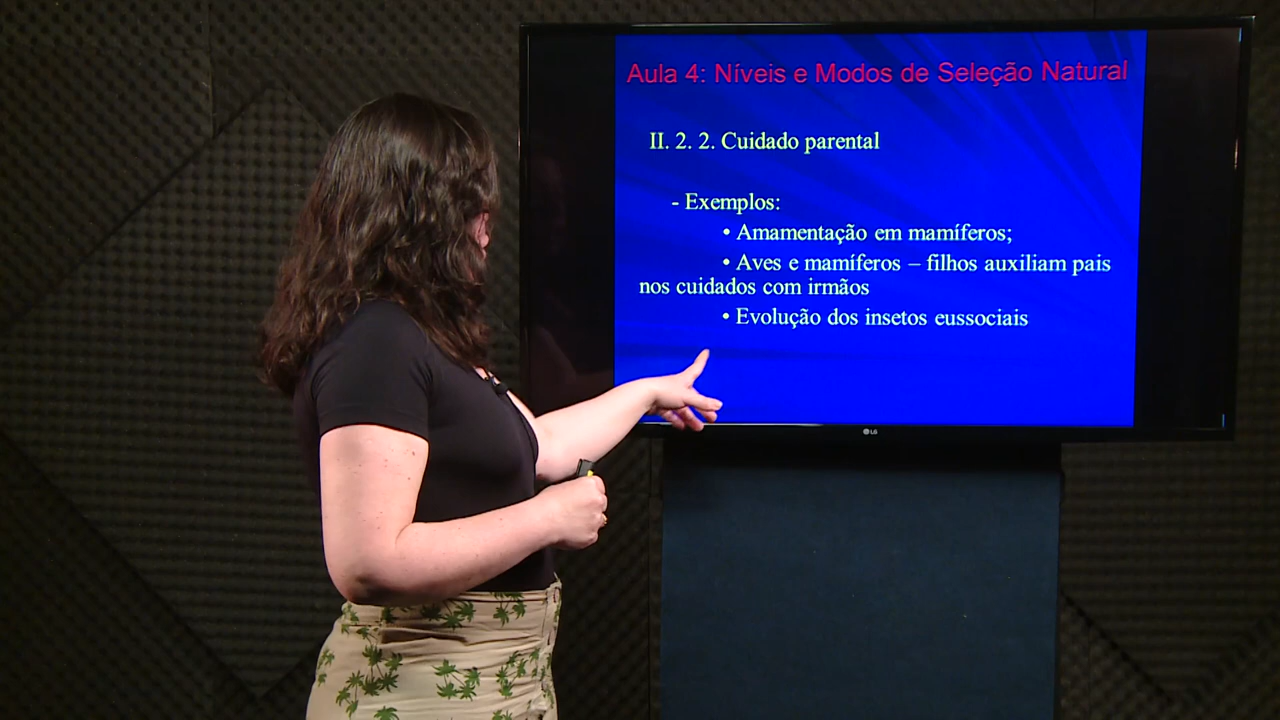 Aula 4: Níveis e Modos de Seleção Natural
II. 2. 2. Cuidado parental
- Exemplos:
• Amamentação em mamíferos;
• Aves e mamíferos – filhos auxiliam pais
nos cuidados com irmãos
• Evolução dos insetos eussociais
LG